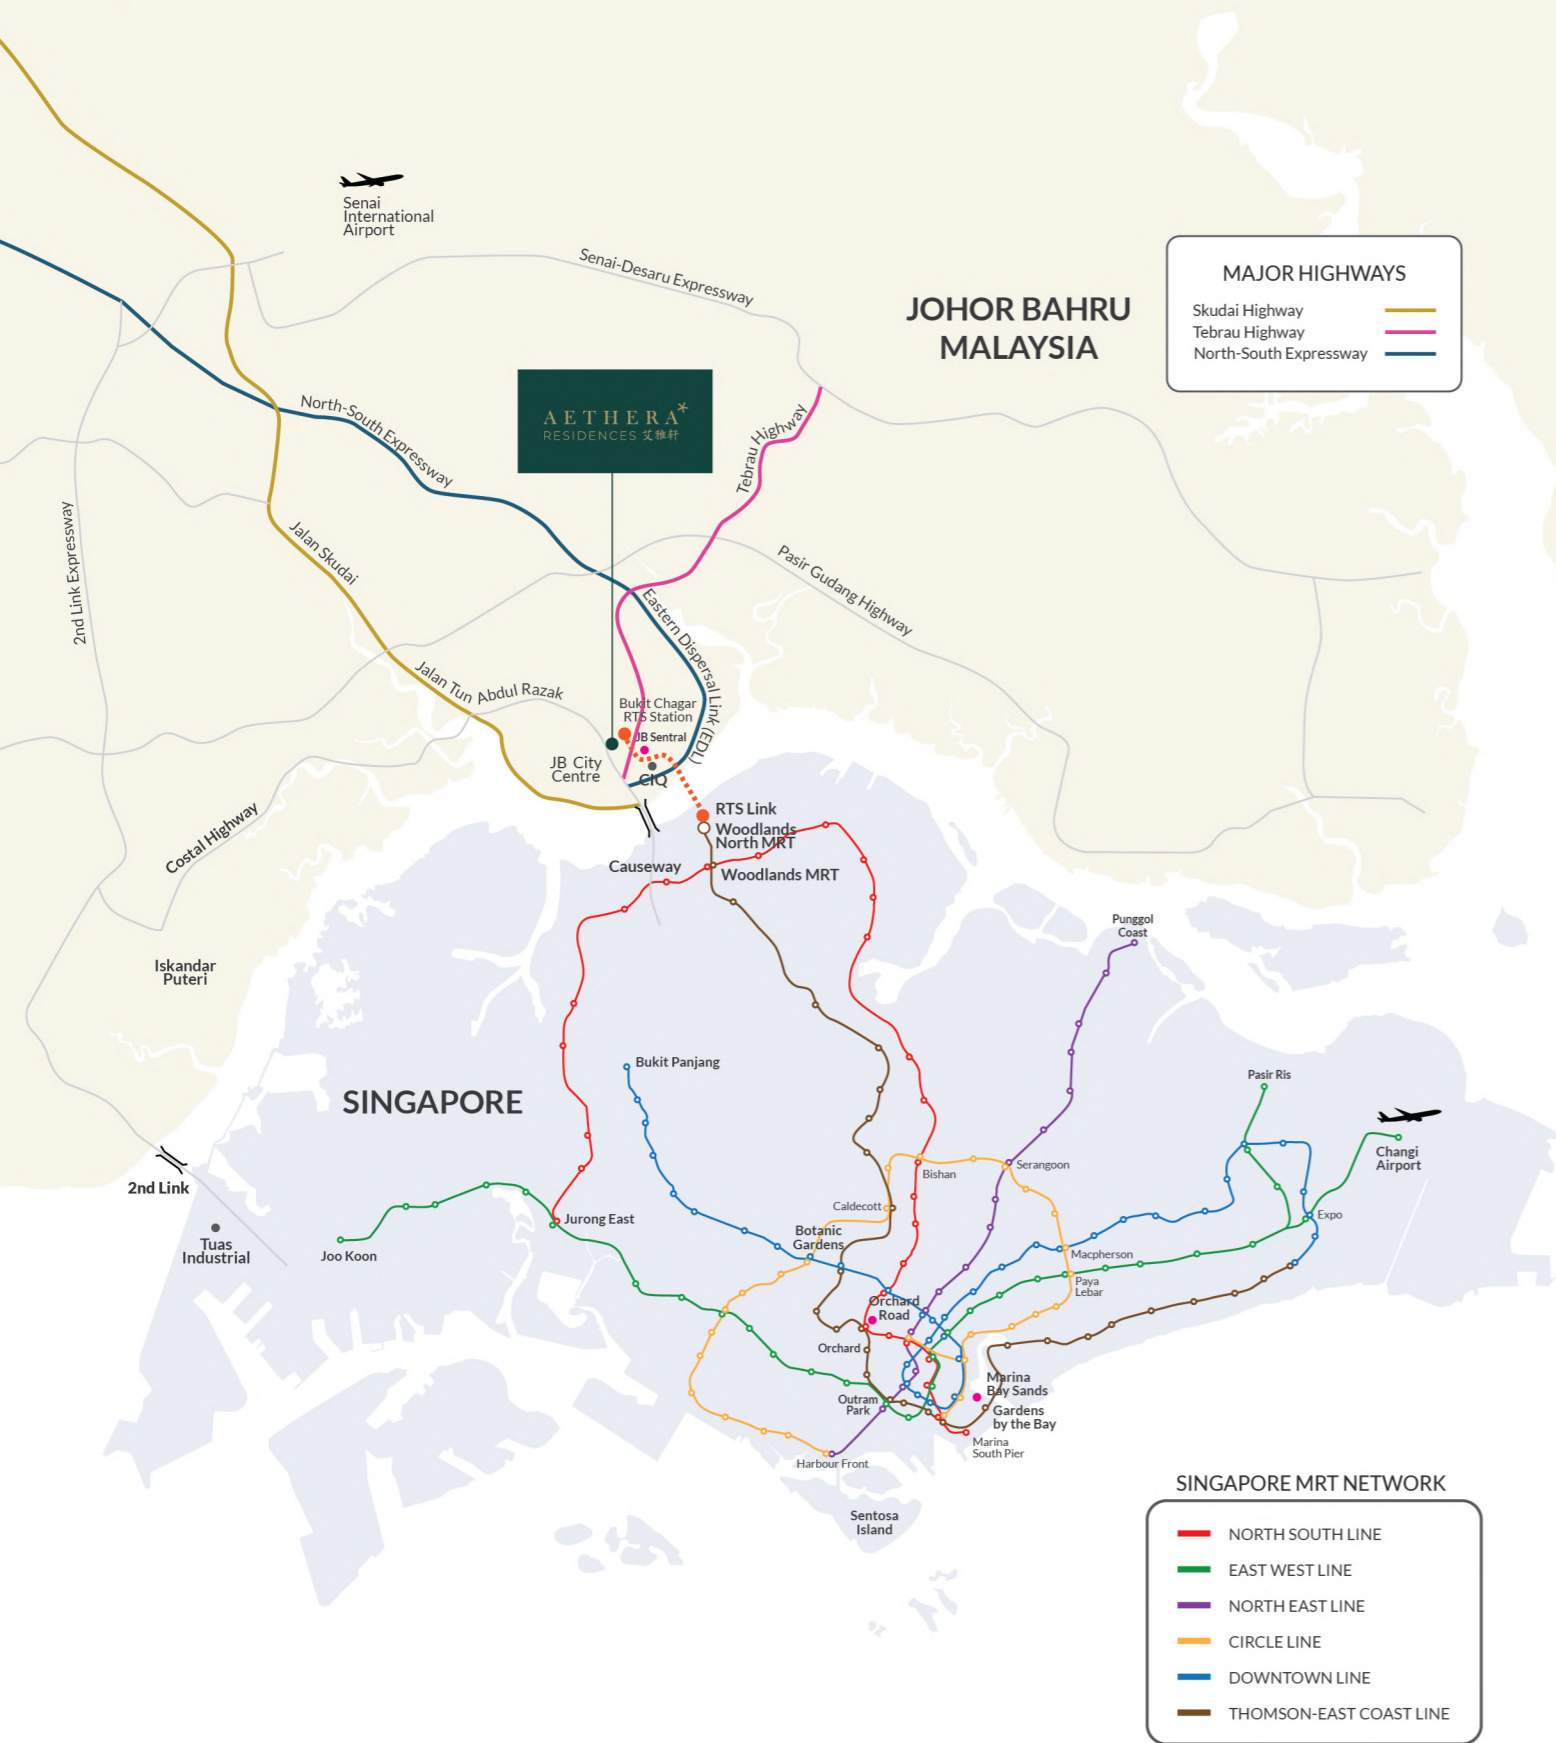 Senai
International
Airport
Senai-Desaru Expressway
JOHOR BAHRU
MALAYSIA
MAJOR HIGHWAYS
Skudai Highway
Tebrau Highway
North-South Expressway
AETHERA*
RESIDENCES 艾雅轩
North-South Expressway
Tebrau Highway
2nd Link Expressway
Jalan Skudai
Pasir Gudang Highway
Eastern Dispersal Link (EDL)
Jalan Tun Abdul Razak
Bukit Chagar
RTS Station
JB Sentral
JB City
Centre
CIQ
RTS Link
Woodlands
North MRT
Costal Highway
Causeway
Woodlands MRT
Punggol
Coast
Iskandar
Puteri
Bukit Panjang
Pasir Ris
SINGAPORE
Changi
Airport
Serangoon
Bishan
2nd Link
Caldecott
Jurong East
Expo
Tuas
Industrial
Joo Koon
Botanic
Gardens
Macpherson
Paya
Lebar
Orchard
Road
Orchard
Marina
Bay Sands
Outram
Park
Gardens
by the Bay
Marina
South Pier
Harbour Front
Sentosa
Island
SINGAPORE MRT NETWORK
NORTH SOUTH LINE
EAST WEST LINE
NORTH EAST LINE
CIRCLE LINE
DOWNTOWN LINE
THOMSON-EAST COAST LINE